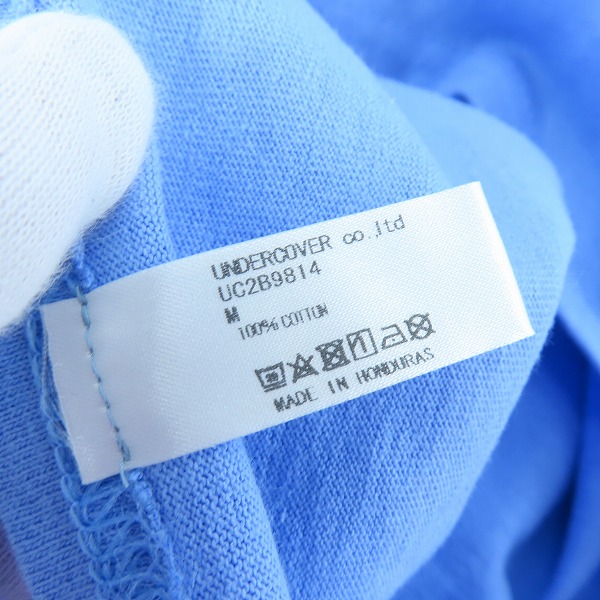 UNDERCOVER co.,ltd
UC2B9814
M
100% COTTON
MADE IN HONDURAS